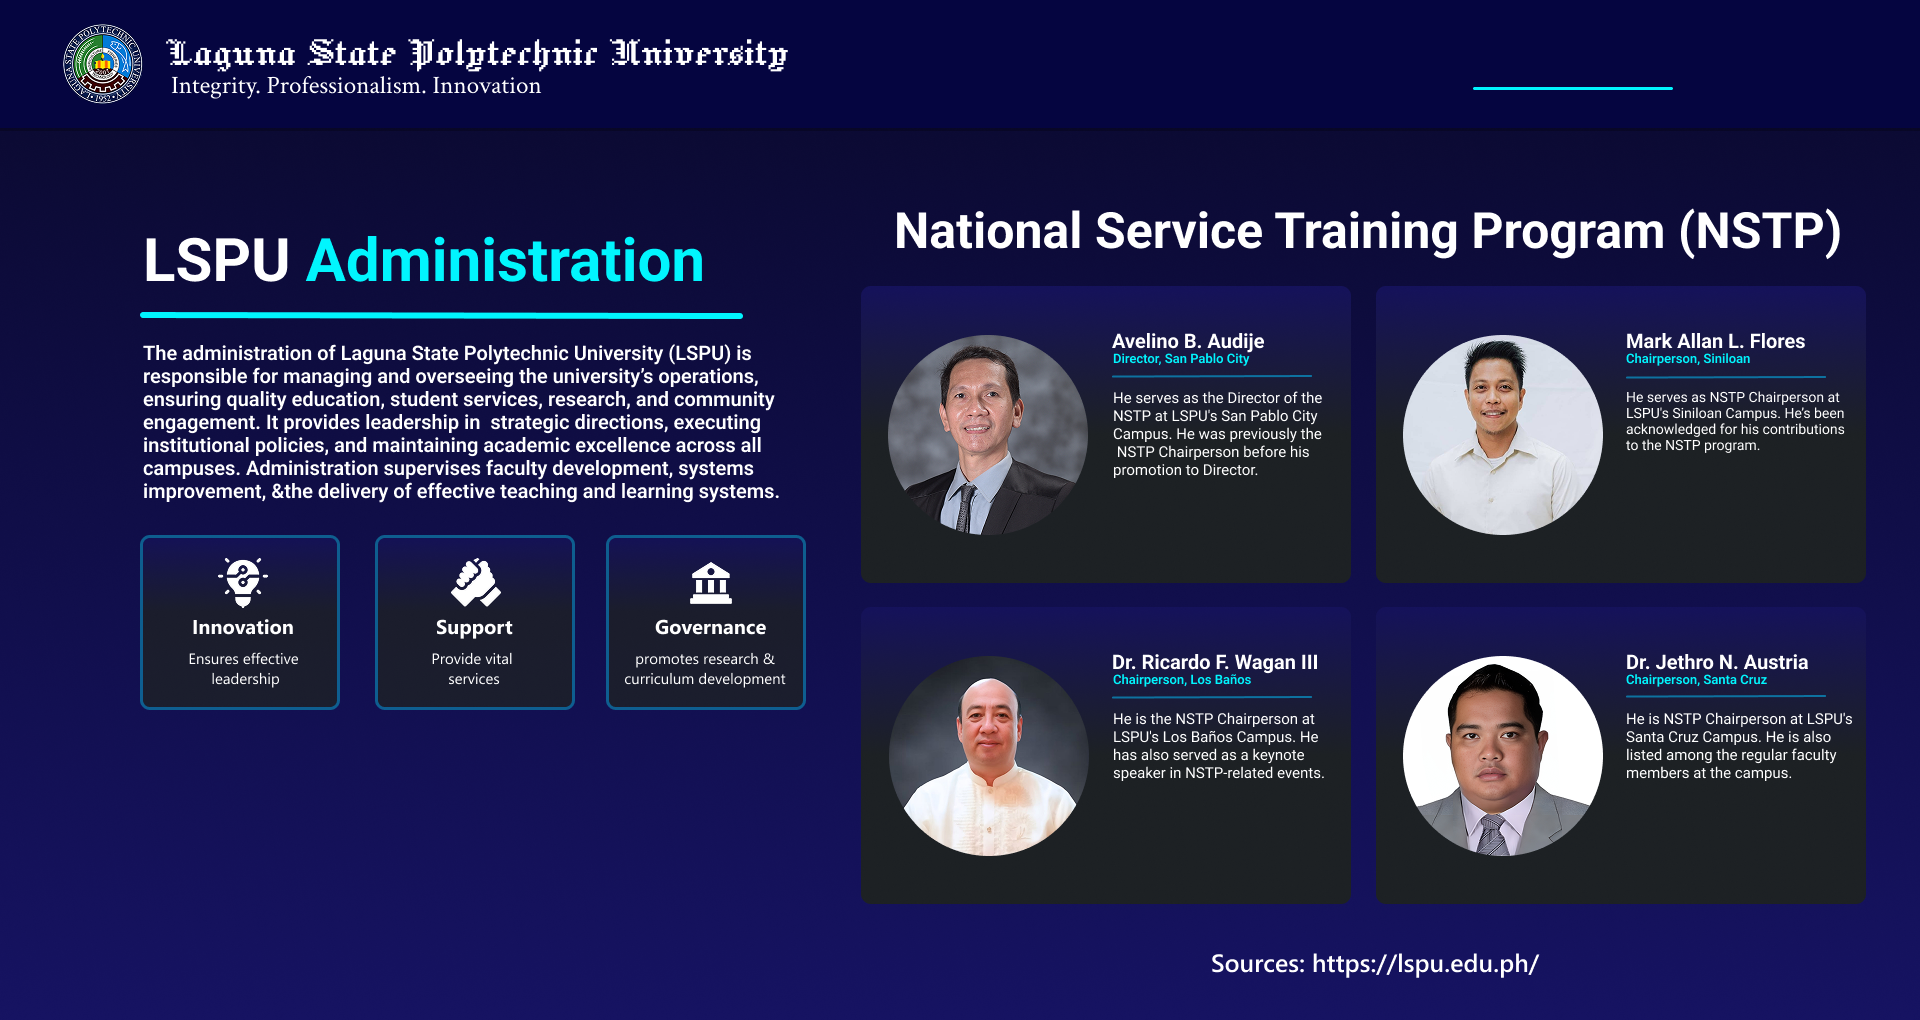 LAGUNA STATE POLYTECHNIC UNIVERSITY
1952
Laguna State Polytechnic University
Integrity. Professionalism. Innovation
LSPU Administration
The administration of Laguna State Polytechnic University (LSPU) is
responsible for managing and overseeing the university's operations,
ensuring quality education, student services, research, and community
engagement. It provides leadership in  strategic directions, executing
institutional policies, and maintaining academic excellence across all
campuses. Administration supervises faculty development, systems
improvement, &the delivery of effective teaching and learning systems.
Innovation
Ensures effective
leadership
Support
Provide vital
services
Governance
promotes research &
curriculum development
National Service Training Program (NSTP)
Avelino B. Audije
Director, San Pablo City
He serves as the Director of the
NSTP at LSPU's San Pablo City
Campus. He was previously the
NSTP Chairperson before his
promotion to Director.
Mark Allan L. Flores
Chairperson, Siniloan
He serves as NSTP Chairperson at
LSPU's Siniloan Campus. He's been
acknowledged for his contributions
to the NSTP program.
Dr. Ricardo F. Wagan III
Chairperson, Los Baños
He is the NSTP Chairperson at
LSPU's Los Baños Campus. He
has also served as a keynote
speaker in NSTP-related events.
Dr. Jethro N. Austria
Chairperson, Santa Cruz
He is NSTP Chairperson at LSPU's
Santa Cruz Campus. He is also
listed among the regular faculty
members at the campus.
Sources: https://lspu.edu.ph/